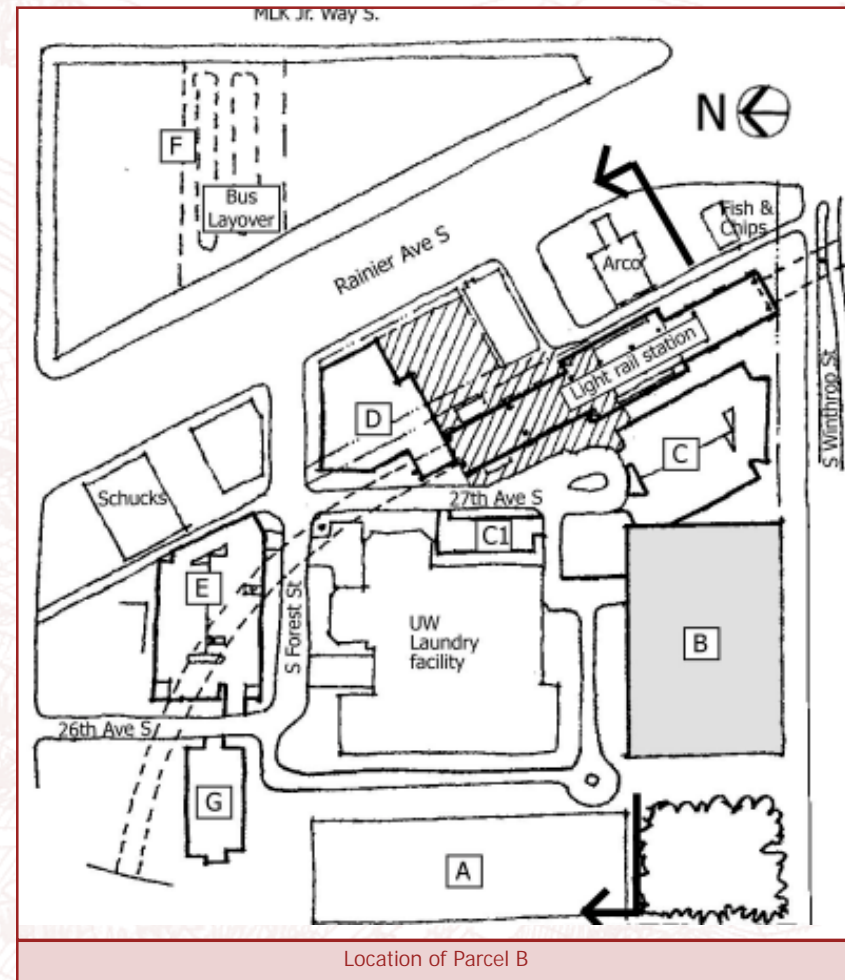 MLK Jr. Way S.
N
F
Bus
Layover
Rainier Ave S
Fish &
Chips
Arco
Light rail station
S Winthrop St
D
C
Schucks
27th Ave S
C1
E
S Forest St
UW
Laundry
facility
B
26th Ave S
G
A
Location of Parcel B